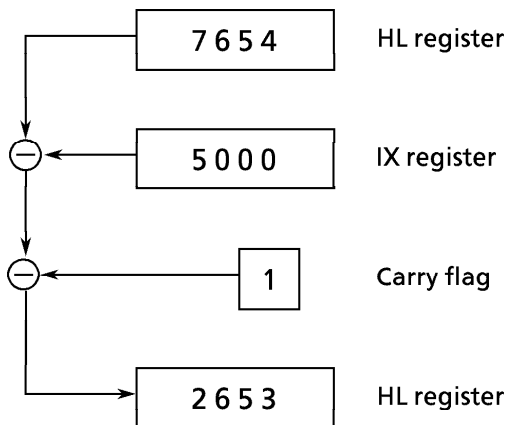 7654 HL register
5000 IX register
1 Carry flag
2653 HL register